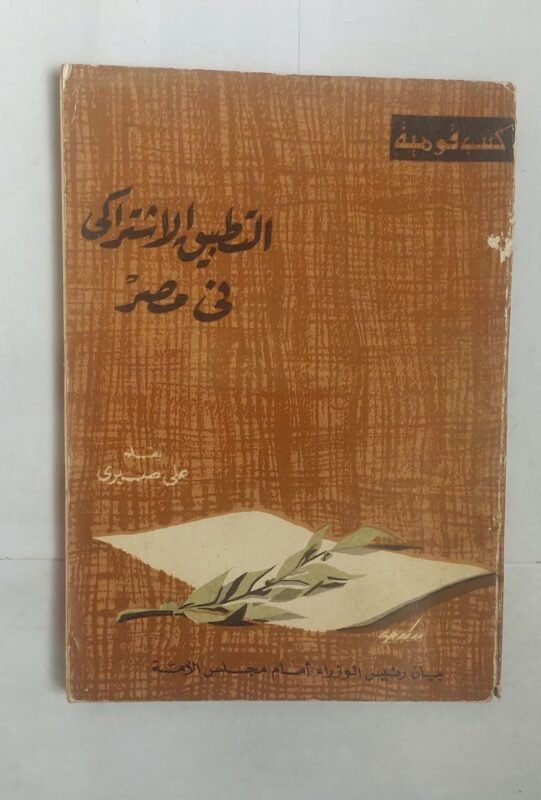 كتب قومية
التطبيق الاشتراكى
فى مصر
بقلم
على صبرى
بيان رئيس الوزراء أمام مجلس الأمة